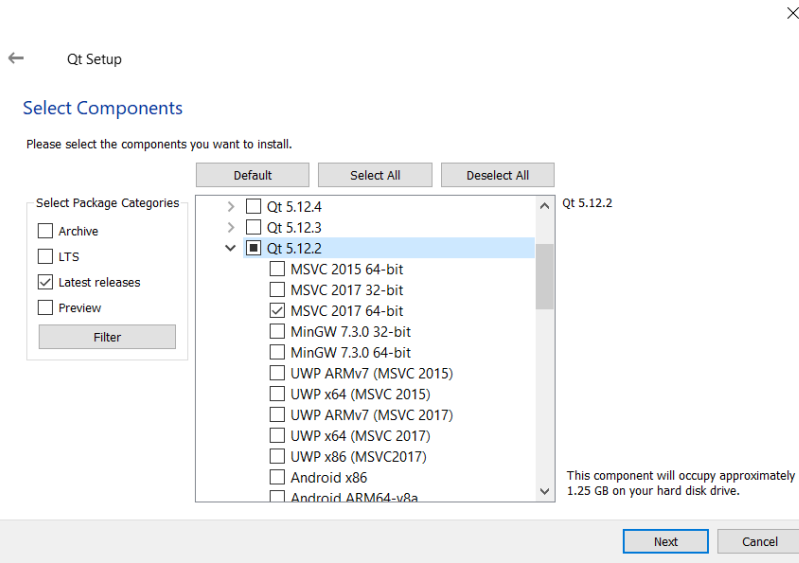 Qt Setup
Select Components
Please select the components you want to install.
Default Select All Deselect All
Select Package Categories
Archive
LTS
Latest releases
Preview
Filter
Qt 5.12.4
Qt 5.12.3
Qt 5.12.2
MSVC 2015 64-bit
MSVC 2017 32-bit
MSVC 2017 64-bit
MinGW 7.3.0 32-bit
MinGW 7.3.0 64-bit
UWP ARMv7 (MSVC 2015)
UWP x64 (MSVC 2015)
UWP ARMv7 (MSVC 2017)
UWP x64 (MSVC 2017)
UWP x86 (MSVC2017)
Android x86
Android ARM64-v8a
Qt 5.12.2
This component will occupy approximately
1.25 GB on your hard disk drive.
Next Cancel